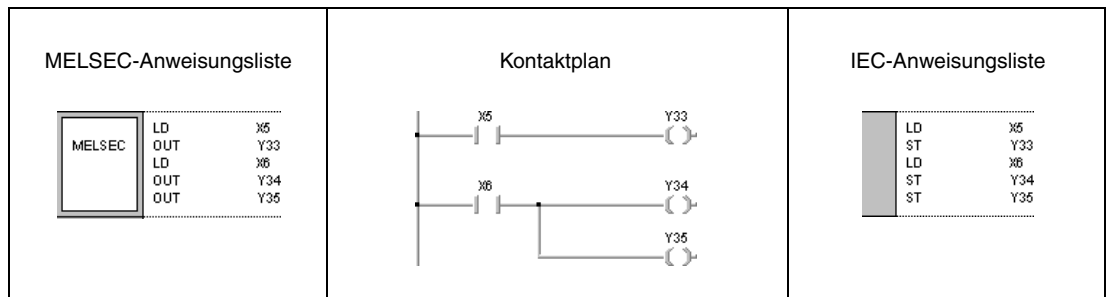 MELSEC-Anweisungsliste
MELSEC
LD X5
OUT Y33
LD X6
OUT Y34
OUT Y35
Kontaktplan
X5 Y33
X6 Y34
Y35
IEC-Anweisungsliste
LD X5
ST Y33
LD X6
ST Y34
ST Y35